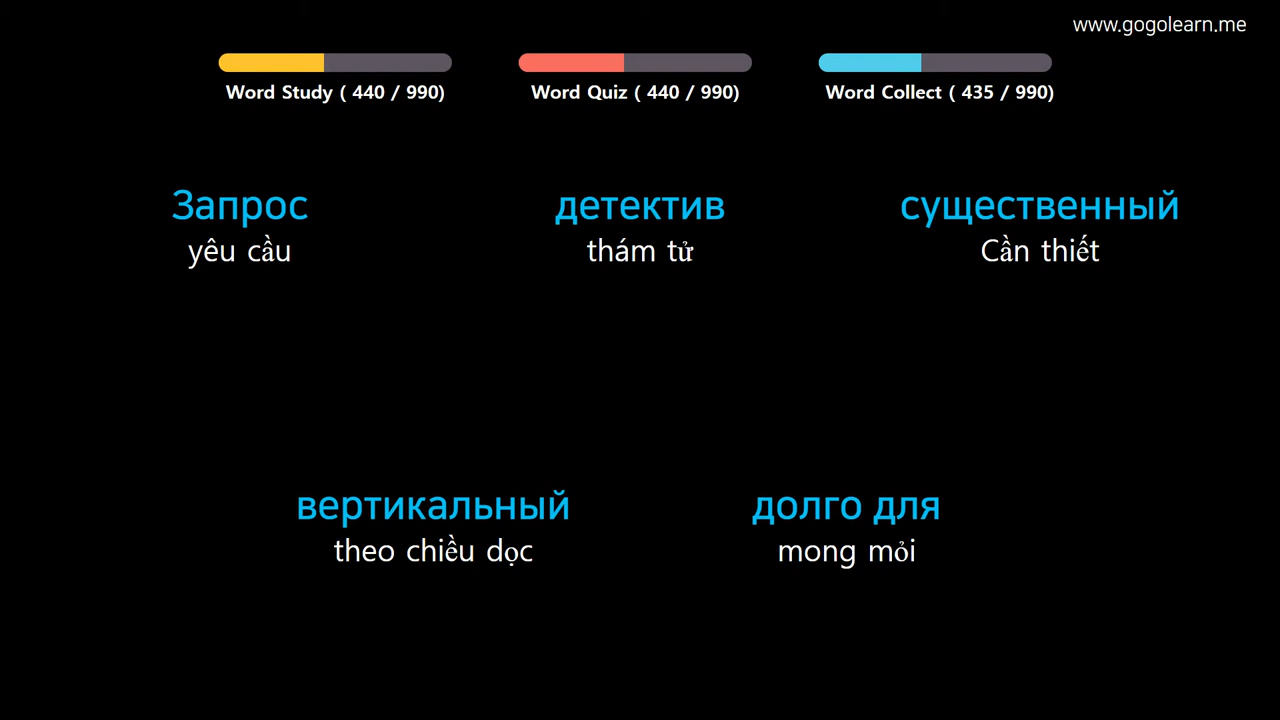 www.gogolearn.me
Word Study ( 440 / 990)
Word Quiz ( 440 / 990)
Word Collect ( 435 / 990)
Запрос
yêu cầu
детектив
thám tử
существенный
Cần thiết
вертикальный
theo chiều dọc
долго для
mong mỏi